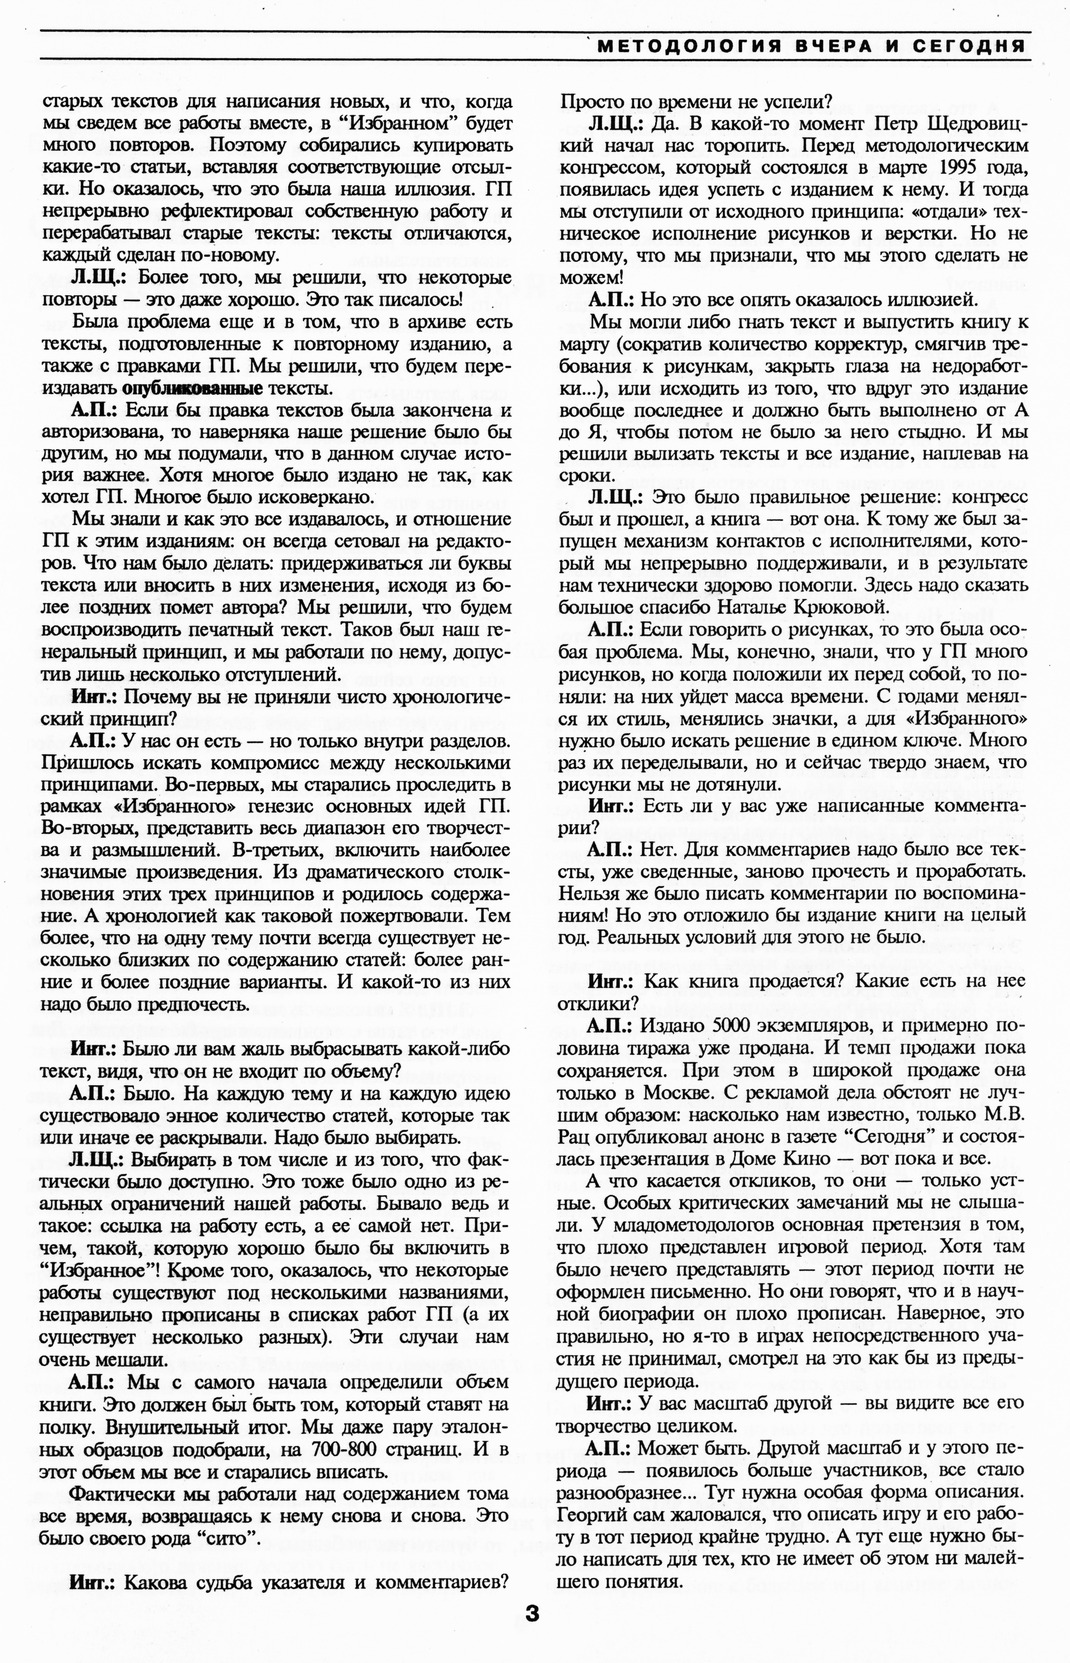 МЕТОДОЛОГИЯ ВЧЕРА И СЕГОДНЯ
старых текстов для написания новых, и что, когда
мы сведем все работы вместе, в “Избранном” будет
много повторов. Поэтому собирались купировать
какие-то статьи, вставляя соответствующие отсыл-
ки. Но оказалось, что это была наша иллюзия. ГП
непрерывно рефлектировал собственную работу и
перерабатывал старые тексты: тексты отличаются,
каждый сделан по-новому.
Л.Щ.: Более того, мы решили, что некоторые
повторы — это даже хорошо. Это так писалось!
Была проблема еще и в том, что в архиве есть
тексты, подготовленные к повторному изданию, а
также с правками ГП. Мы решили, что будем пере-
издавать опубликованные тексты.
А.П.: Если бы правка текстов была закончена и
авторизована, то наверняка наше решение было бы
другим, но мы подумали, что в данном случае исто-
рия важнее. Хотя многое было издано не так, как
хотел ГП. Многое было исковеркано.
Мы знали и как это все издавалось, и отношение
ГП к этим изданиям: он всегда сетовал на редакто-
ров. Что нам было делать: придерживаться ли буквы
текста или вносить в них изменения, исходя из бо-
лее поздних помет автора? Мы решили, что будем
воспроизводить печатный текст. Таков был наш ге-
неральный принцип, и мы работали по нему, допус-
тив лишь несколько отступлений.
Инт.: Почему вы не приняли чисто хронологиче-
ский принцип?
А.П.: У нас он есть — но только внутри разделов.
Пришлось искать компромисс между несколькими
принципами. Во-первых, мы старались проследить в
рамках «Избранного» генезис основных идей ГП.
Во-вторых, представить весь диапазон его творчест-
ва и размышлений. В-третьих, включить наиболее
значимые произведения. Из драматического столк-
новения этих трех принципов и родилось содержа-
ние. А хронологией как таковой пожертвовали. Тем
более, что на одну тему почти всегда существует не-
сколько близких по содержанию статей: более ран-
ние и более поздние варианты. И какой-то из них
надо было предпочесть.
Инт.: Было ли вам жаль выбрасывать какой-либо
текст, видя, что он не входит по объему?
А.П.: Было. На каждую тему и на каждую идею
существовало энное количество статей, которые так
или иначе ее раскрывали. Надо было выбирать.
Л.Щ.: Выбирать в том числе и из того, что фак-
тически было доступно. Это тоже было одно из ре-
альных ограничений нашей работы. Бывало ведь и
такое: ссылка на работу есть, а ее самой нет. При-
чем, такой, которую хорошо было бы включить в
“Избранное”! Кроме того, оказалось, что некоторые
работы существуют под несколькими названиями,
неправильно прописаны в списках работ ГП (а их
существует несколько разных). Эти случаи нам
очень мешали.
А.П.: Мы с самого начала определили объем
книги. Это должен был быть том, который ставят на
полку. Внушительный итог. Мы даже пару эталон-
ных образцов подобрали, на 700-800 страниц. И в
этот объем мы все и старались вписать.
Фактически мы работали над содержанием тома
все время, возвращаясь к нему снова и снова. Это
было своего рода “сито”.
Инт.: Какова судьба указателя и комментариев?
Просто по времени не успели?
Л.Щ.: Да. В какой-то момент Петр Щедровиц-
кий начал нас торопить. Перед методологическим
конгрессом, который состоялся в марте 1995 года,
появилась идея успеть с изданием к нему. И тогда
мы отступили от исходного принципа: «отдали» тех-
ническое исполнение рисунков и верстки. Но не
потому, что мы признали, что мы этого сделать не
можем!
А.П.: Но это все опять оказалось иллюзией.
Мы могли либо гнать текст и выпустить книгу к
марту (сократив количество корректур, смягчив тре-
бования к рисункам, закрыть глаза на недоработ-
ки...), или исходить из того, что вдруг это издание
вообще последнее и должно быть выполнено от А
до Я, чтобы потом не было за него стыдно. И мы
решили вылизать тексты и все издание, наплевав на
сроки.
Л.Щ.: Это было правильное решение: конгресс
был и прошел, а книга — вот она. К тому же был за-
пущен механизм контактов с исполнителями, кото-
рый мы непрерывно поддерживали, и в результате
нам технически здорово помогли. Здесь надо сказать
большое спасибо Наталье Крюковой.
А.П.: Если говорить о рисунках, то это была осо-
бая проблема. Мы, конечно, знали, что у ГП много
рисунков, но когда положили их перед собой, то по-
няли: на них уйдет масса времени. С годами менял-
ся их стиль, менялись значки, а для «Избранного»
нужно было искать решение в едином ключе. Много
раз их переделывали, но и сейчас твердо знаем, что
рисунки мы не дотянули.
Инт.: Есть ли у вас уже написанные коммента-
рии?
А.П.: Нет. Для комментариев надо было все тек-
сты, уже сведенные, заново прочесть и проработать.
Нельзя же было писать комментарии по воспомина-
ниям! Но это отложило бы издание книги на целый
год. Реальных условий для этого не было.
Инт.: Как книга продается? Какие есть на нее
отклики?
А.П.: Издано 5000 экземпляров, и примерно по-
ловина тиража уже продана. И темп продажи пока
сохраняется. При этом в широкой продаже она
только в Москве. С рекламой дела обстоят не луч-
шим образом: насколько нам известно, только М.В.
Рац опубликовал анонс в газете “Сегодня” и состоя-
лась презентация в Доме Кино — вот пока и все.
А что касается откликов, то они — только уст-
ные. Особых критических замечаний мы не слыша-
ли. У младометодологов основная претензия в том,
что плохо представлен игровой период. Хотя там
было нечего представлять — этот период почти не
оформлен письменно. Но они говорят, что и в науч-
ной биографии он плохо прописан. Наверное, это
правильно, но я-то в играх непосредственного уча-
стия не принимал, смотрел на это как бы из преды-
дущего периода.
Инт.: У вас масштаб другой — вы видите все его
творчество целиком.
А.П.: Может быть. Другой масштаб и у этого пе-
риода — появилось больше участников, все стало
разнообразнее... Тут нужна особая форма описания.
Георгий сам жаловался, что описать игру и его рабо-
ту в тот период крайне трудно. А тут еще нужно бы-
ло написать для тех, кто не имеет об этом ни малей-
шего понятия.
3